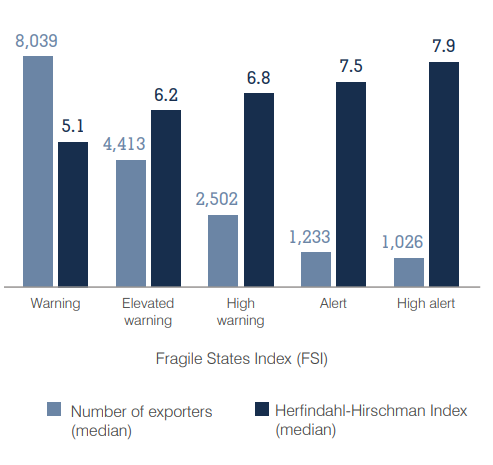 8,039
5.1
4,413
6.2
2,502
6.8
1,233
7.5
1,026
7.9
Warning
Elevated
warning
High
warning
Alert
High alert
Fragile States Index (FSI)
Number of exporters
(median)
Herfindahl-Hirschman Index
(median)